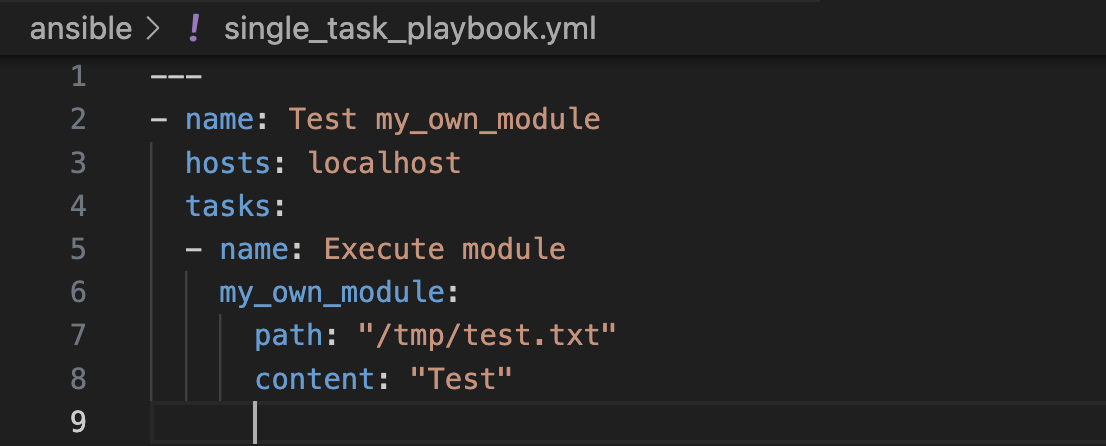 ansible > ! single_task_playbook.yml
1 ---
2 - name: Test my_own_module
3   hosts: localhost
4   tasks:
5   - name: Execute module
6     my_own_module:
7       path: "/tmp/test.txt"
8       content: "Test"
9